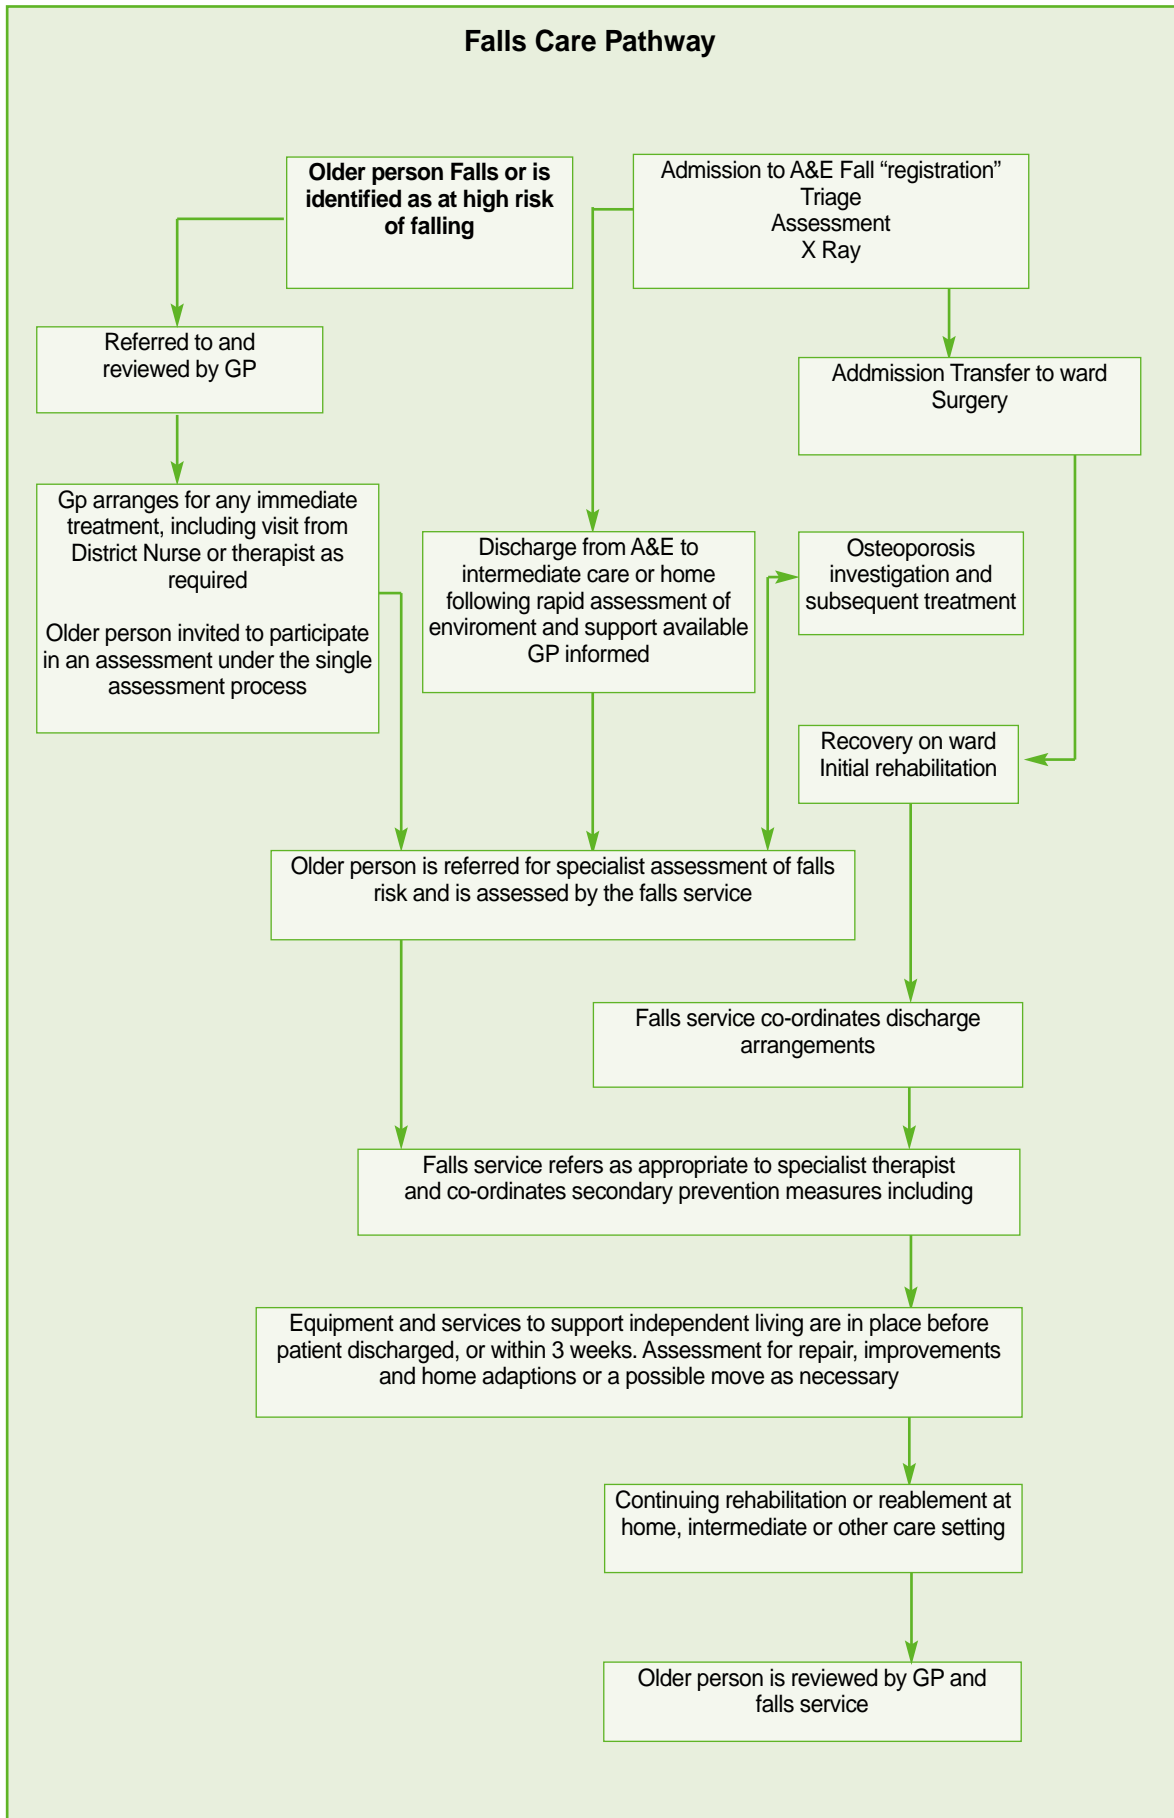 Falls Care Pathway
Older person Falls or is
identified as at high risk
of falling
Admission to A&E Fall “registration”
Triage
Assessment
X Ray
Referred to and
reviewed by GP
Addmission Transfer to ward
Surgery
Gp arranges for any immediate
treatment, including visit from
District Nurse or therapist as
required
Older person invited to participate
in an assessment under the single
assessment process
Discharge from A&E to
intermediate care or home
following rapid assessment of
enviroment and support available
GP informed
Osteoporosis
investigation and
subsequent treatment
Recovery on ward
Initial rehabilitation
Older person is referred for specialist assessment of falls
risk and is assessed by the falls service
Falls service co-ordinates discharge
arrangements
Falls service refers as appropriate to specialist therapist
and co-ordinates secondary prevention measures including
Equipment and services to support independent living are in place before
patient discharged, or within 3 weeks. Assessment for repair, improvements
and home adaptions or a possible move as necessary
Continuing rehabilitation or reablement at
home, intermediate or other care setting
Older person is reviewed by GP and
falls service